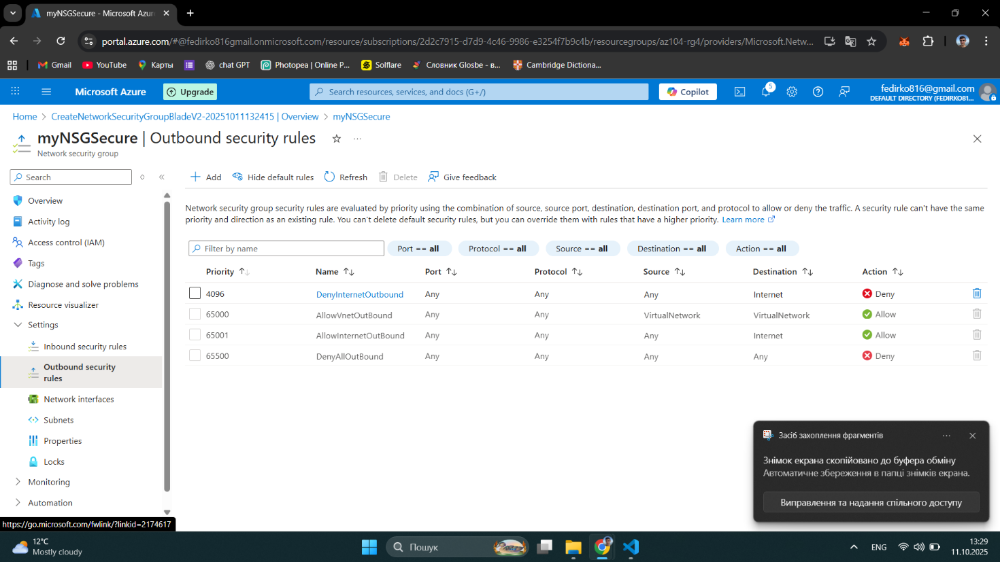 myNSGSecure - Microsoft Azur
portal.azure.com/#@fedirko816gmail.onmicrosoft.com/resource/subscriptions/2d2c7915-d7d9-4c46-9986-e3254f7b9c4b/resourcegroups/az104-rg4/providers/Microsoft.Netw...
Gmail
YouTube
Карты
chat GPT
Photopea | Online P...
Solflare
Словник Glosbe - в...
Cambridge Dictiona...
Microsoft Azure
Upgrade
Search resources, services, and docs (G+/)
Copilot
5
fedirko816@gmail.com
DEFAULT DIRECTORY (FEDIRKO81...
Home > CreateNetworkSecurityGroupBladeV2-20251011132415 | Overview > myNSGSecure
myNSGSecure | Outbound security rules
Network security group
Search
Overview
Activity log
Access control (IAM)
Tags
Diagnose and solve problems
Resource visualizer
Settings
Inbound security rules
Outbound security
rules
Network interfaces
Subnets
Properties
Locks
Monitoring
Automation
https://go.microsoft.com/fwlink/?linkid=2174617
Add
Hide default rules
Refresh
Delete
Give feedback
Network security group security rules are evaluated by priority using the combination of source, source port, destination, destination port, and protocol to allow or deny the traffic. A security rule can't have the same
priority and direction as an existing rule. You can't delete default security rules, but you can override them with rules that have a higher priority. Learn more
Filter by name
Port == all
Protocol == all
Source == all
Destination == all
Action == all
Priority Name Port Protocol Source Destination Action
4096 DenyInternetOutbound Any Any Any Internet Deny
65000 AllowVnetOutBound Any Any VirtualNetwork VirtualNetwork Allow
65001 AllowInternetOutBound Any Any Any Internet Allow
65500 DenyAllOutBound Any Any Any Any Deny
Засіб захоплення фрагментів
Знімок екрана скопійовано до буфера обміну
Автоматичне збереження в папці знімків екрана.
Виправлення та надання спільного доступу
12°C
Mostly cloudy
Пошук
ENG
13:29
11.10.2025